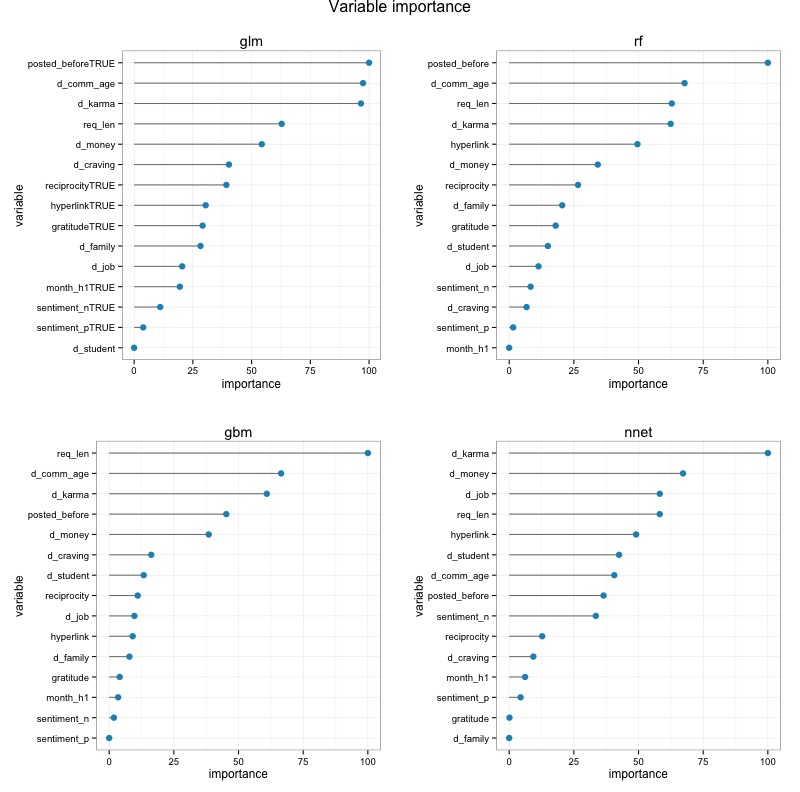 Variable importance
glm
posted_beforeTRUE
d_comm_age
d_karma
req_len
d_money
d_craving
reciprocityTRUE
hyperlinkTRUE
gratitudeTRUE
d_family
d_job
month_h1TRUE
sentiment_nTRUE
sentiment_pTRUE
d_student
variable
0 25 50 75 100
importance
rf
posted_before
d_comm_age
req_len
d_karma
hyperlink
d_money
reciprocity
d_family
gratitude
d_student
d_job
sentiment_n
d_craving
sentiment_p
month_h1
variable
0 25 50 75 100
importance
gbm
req_len
d_comm_age
d_karma
posted_before
d_money
d_craving
d_student
reciprocity
d_job
hyperlink
d_family
gratitude
month_h1
sentiment_n
sentiment_p
variable
0 25 50 75 100
importance
nnet
d_karma
d_money
d_job
req_len
hyperlink
d_student
d_comm_age
posted_before
sentiment_n
reciprocity
d_craving
month_h1
sentiment_p
gratitude
d_family
variable
0 25 50 75 100
importance